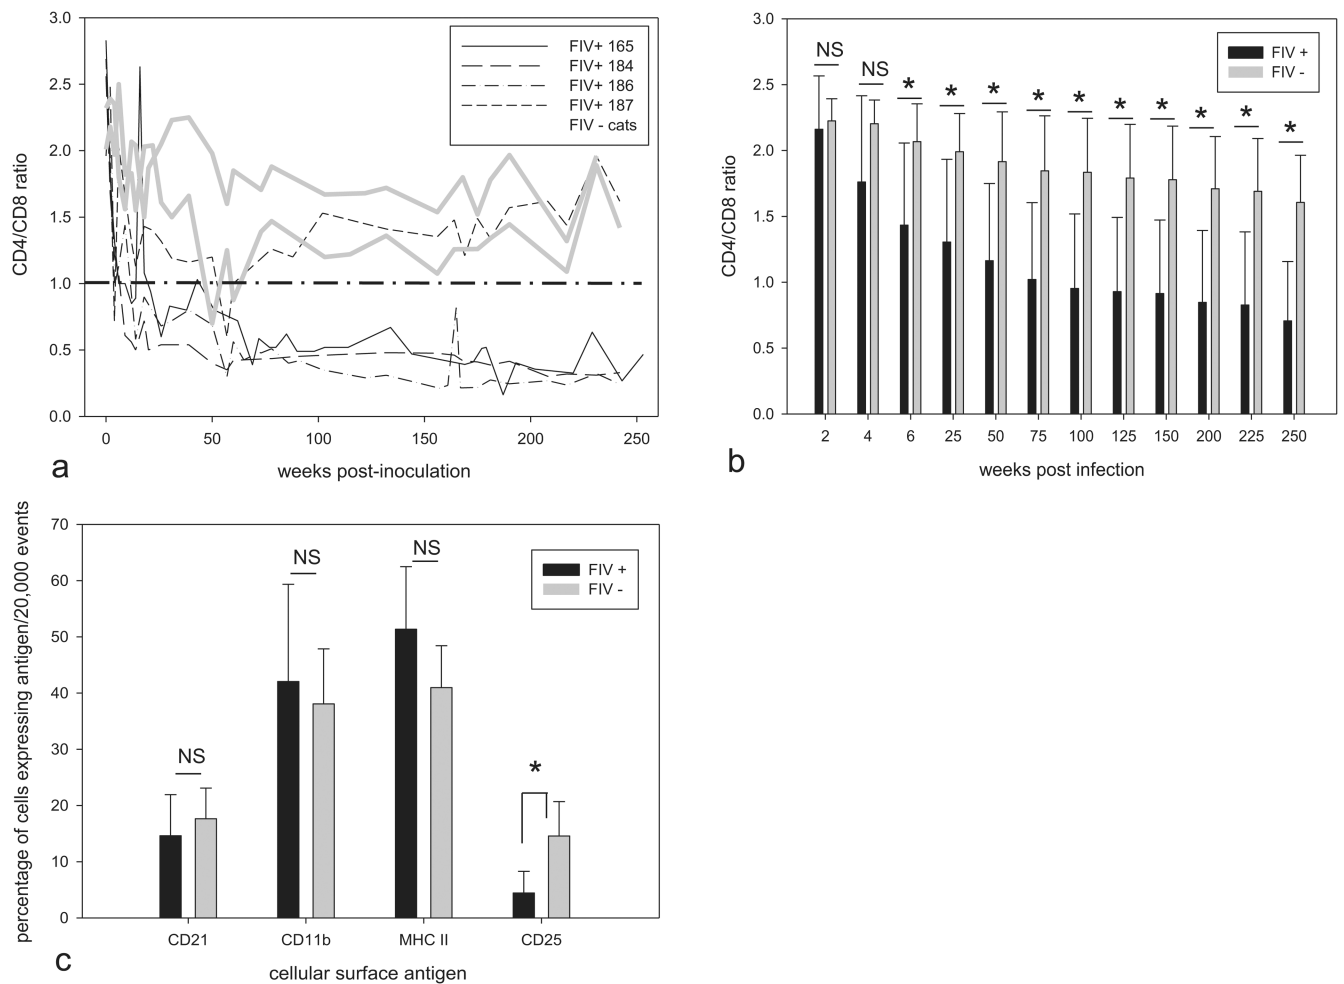 3.0
2.5
2.0
1.5
1.0
0.5
0.0
CD4/CD8 ratio
FIV+ 165
FIV+ 184
FIV+ 186
FIV+ 187
FIV - cats
0 50 100 150 200 250
weeks post-inoculation
a
3.0
2.5
2.0
1.5
1.0
0.5
0.0
CD4/CD8 ratio
FIV +
FIV -
NS NS * * * * * * * * * *
2 4 6 25 50 75 100 125 150 200 225 250
weeks post infection
b
70
60
50
40
30
20
10
0
percentage of cells expressing antigen/20,000 events
FIV +
FIV -
NS NS NS *
CD21 CD11b MHC II CD25
cellular surface antigen
c